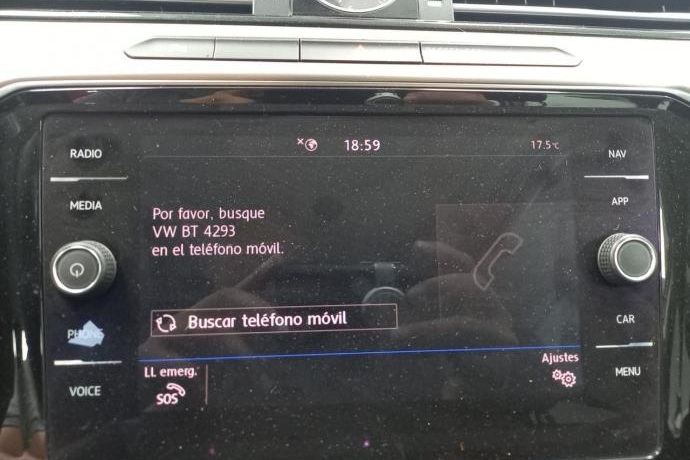 RADIO
18:59
17.5°C
NAV
MEDIA
APP
Por favor, busque
VW BT 4293
en el teléfono móvil.
Buscar teléfono móvil
PHONE
CAR
LL emerg.
Ajustes
SOS
VOICE
MENU